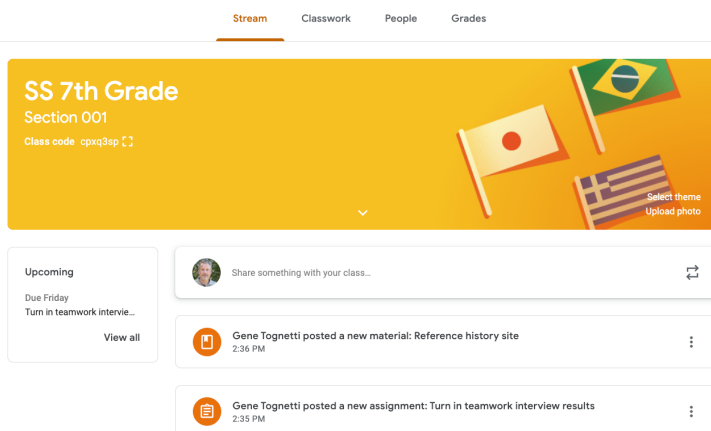 Stream Classwork People Grades
SS 7th Grade
Section 001
Class code cpxq3sp
Select theme
Upload photo
Upcoming
Due Friday
Turn in teamwork intervie...
View all
Share something with your class...
Gene Tognetti posted a new material: Reference history site
2:36 PM
Gene Tognetti posted a new assignment: Turn in teamwork interview results
2:35 PM